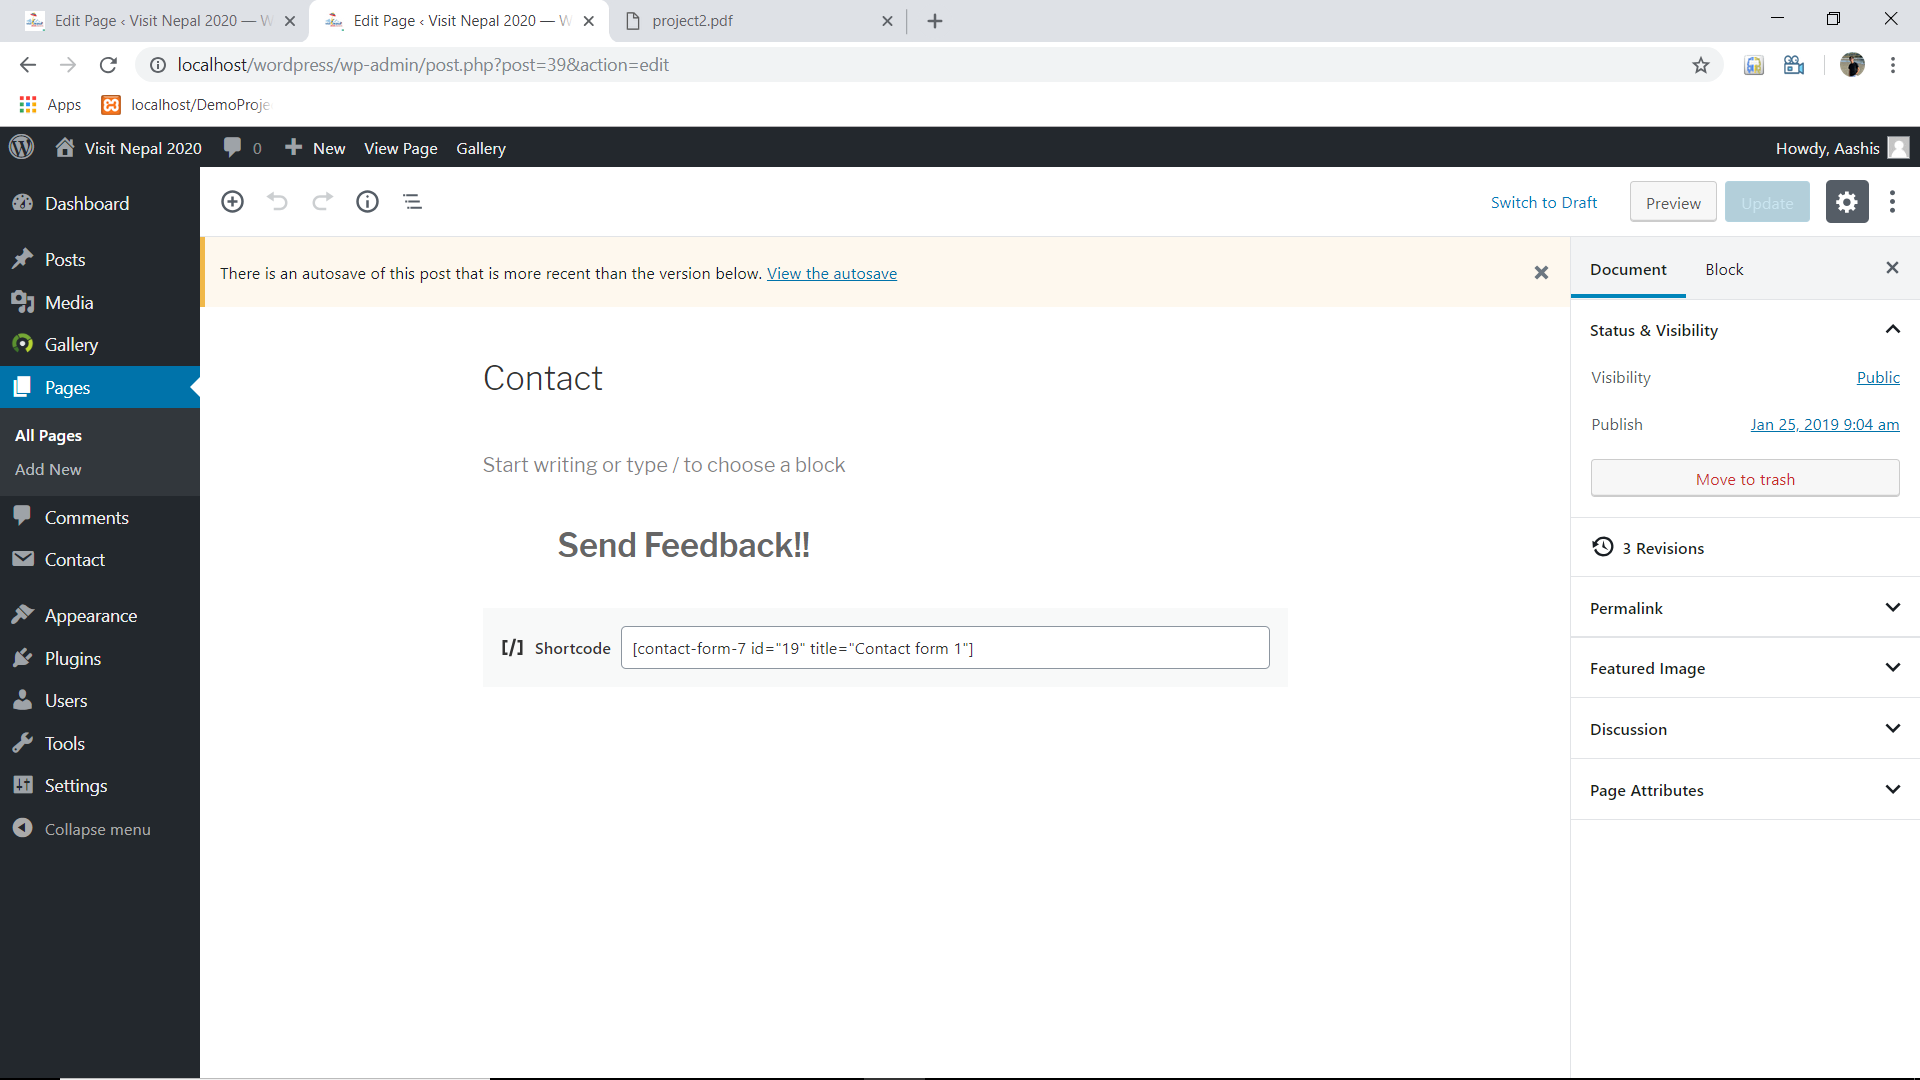 Edit Page ‹ Visit Nepal 2020 — W
Edit Page ‹ Visit Nepal 2020 — W
project2.pdf
localhost/wordpress/wp-admin/post.php?post=39&action=edit
Apps
localhost/DemoProje
Visit Nepal 2020
0
New
View Page
Gallery
Howdy, Aashis
Dashboard
Posts
Media
Gallery
Pages
All Pages
Add New
Comments
Contact
Appearance
Plugins
Users
Tools
Settings
Collapse menu
Switch to Draft
Preview
Update
There is an autosave of this post that is more recent than the version below. View the autosave
Contact
Start writing or type / to choose a block
Send Feedback!!
[/] Shortcode
[contact-form-7 id="19" title="Contact form 1"]
Document
Block
Status & Visibility
Visibility
Public
Publish
Jan 25, 2019 9:04 am
Move to trash
3 Revisions
Permalink
Featured Image
Discussion
Page Attributes